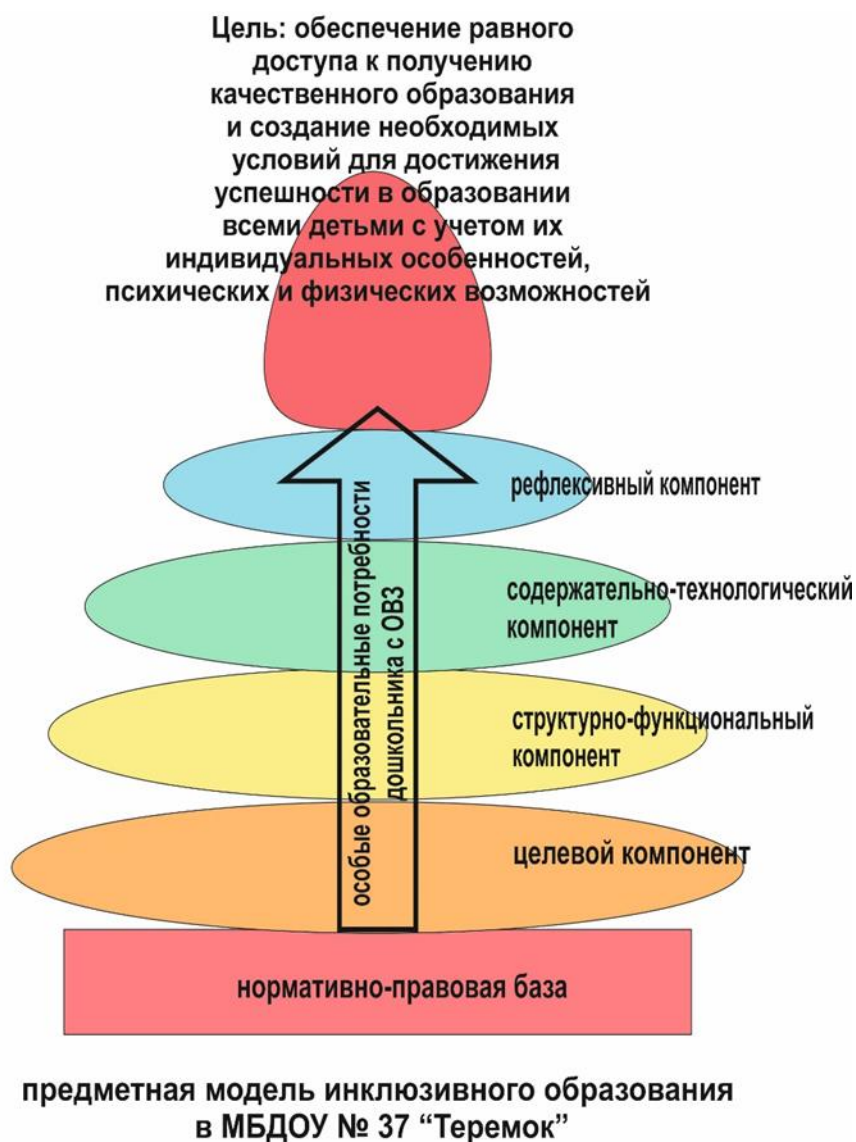 Цель: обеспечение равного
доступа к получению
качественного образования
и создание необходимых
условий для достижения
успешности в образовании
всеми детьми с учетом их
индивидуальных особенностей,
психических и физических возможностей
рефлексивный компонент
содержательно-технологический
компонент
структурно-функциональный
компонент
целевой компонент
особые образовательные потребности
дошкольника с ОВЗ
нормативно-правовая база
предметная модель инклюзивного образования
в МБДОУ № 37 “Теремок”